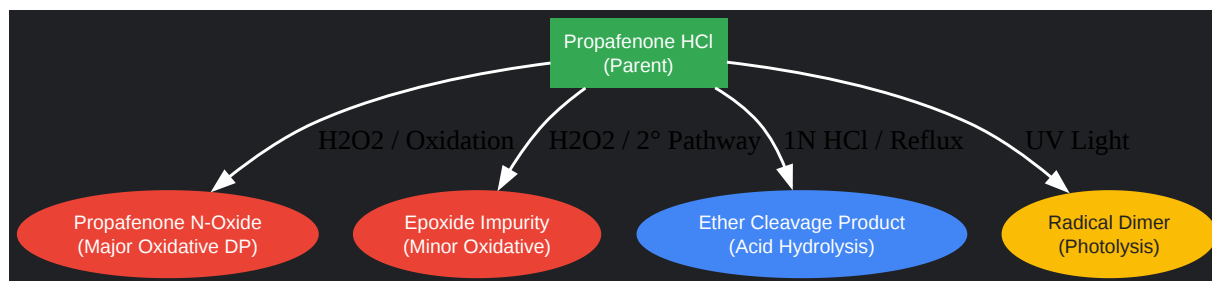 Propafenone HCl
(Parent)
H2O2 / Oxidation
H2O2 / 2° Pathway
1N HCl / Reflux
UV Light
Propafenone N-Oxide
(Major Oxidative DP)
Epoxide Impurity
(Minor Oxidative)
Ether Cleavage Product
(Acid Hydrolysis)
Radical Dimer
(Photolysis)